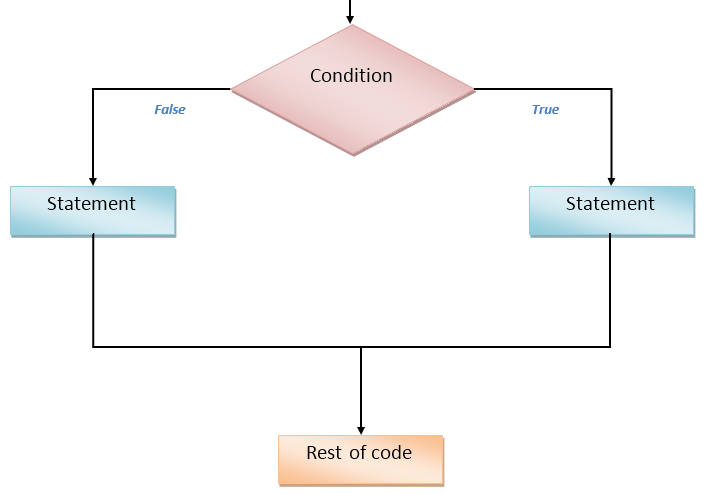 Condition
False
True
Statement
Statement
Rest of code